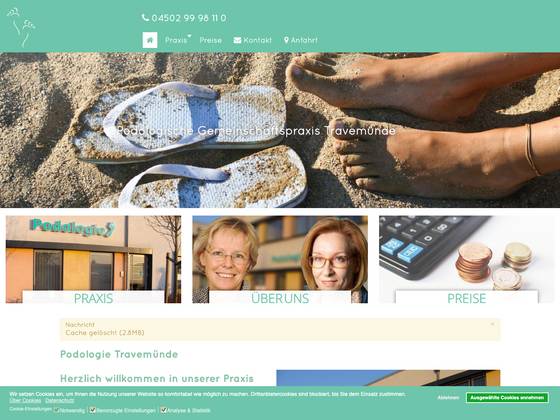 04502 99 98 11 0
Praxis Preise Kontakt Anfahrt
Podologische Gemeinschaftspraxis Travemünde
Podologie
PRAXIS ÜBER UNS PREISE
Nachricht ×
Cache gelöscht (2.8MB)
Podologie Travemünde
Herzlich willkommen in unserer Praxis
Wir setzen Cookies ein, um Ihnen die Nutzung unserer Website so komfortabel wie möglich zu machen. Drittanbietercookies sind blockiert, bis Sie dem Einsatz zustimmen.
Über Cookies Datenschutz
Ablehnen Ausgewählte Cookies annehmen
Cookie-Einstellungen Notwendig Bevorzugte Einstellungen Analyse & Statistik